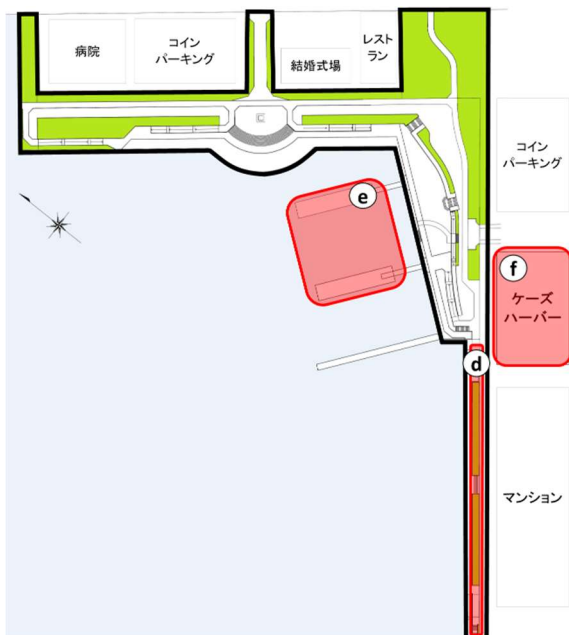 病院
コイン
パーキング
結婚式場
レスト
ラン
コイン
パーキング
e
f
ケーズ
ハーバー
d
マンション